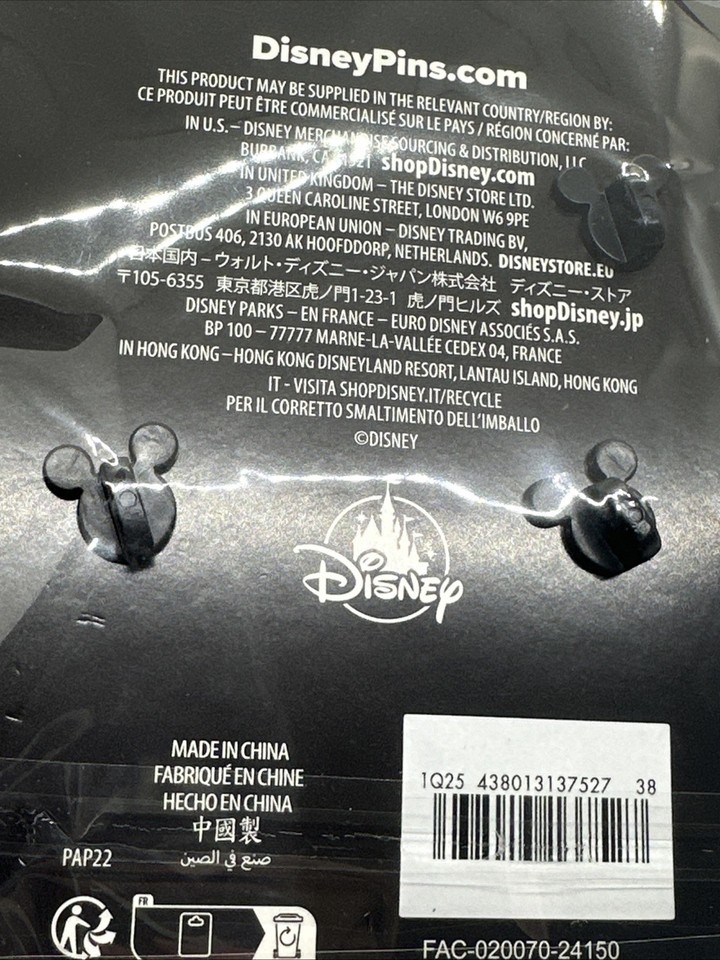 DisneyPins.com
THIS PRODUCT MAY BE SUPPLIED IN THE RELEVANT COUNTRY/REGION BY:
CE PRODUIT PEUT ÊTRE COMMERCIALISÉ SUR LE PAYS / RÉGION CONCERNÉ PAR:
IN U.S. – DISNEY MERCHANDISE SOURCING & DISTRIBUTION, LLC
BURBANK, CA 91521 shopDisney.com
IN UNITED KINGDOM – THE DISNEY STORE LTD.
3 QUEEN CAROLINE STREET, LONDON W6 9PE
IN EUROPEAN UNION – DISNEY TRADING BV,
POSTBUS 406, 2130 AK HOOFDDORP, NETHERLANDS. DISNEYSTORE.EU
日本国内 – ウォルト・ディズニー・ジャパン株式会社 ディズニー・ストア
〒105-6355 東京都港区虎ノ門1-23-1 虎ノ門ヒルズ shopDisney.jp
DISNEY PARKS – EN FRANCE – EURO DISNEY ASSOCIÉS S.A.S.
BP 100 – 77777 MARNE-LA-VALLÉE CEDEX 04, FRANCE
IN HONG KONG – HONG KONG DISNEYLAND RESORT, LANTAU ISLAND, HONG KONG
IT - VISITA SHOPDISNEY.IT/RECYCLE
PER IL CORRETTO SMALTIMENTO DELL'IMBALLO
©DISNEY
Disney
MADE IN CHINA
FABRIQUÉ EN CHINE
HECHO EN CHINA
中國製
صنع في الصين
PAP22
FR
1Q25 438013137527 38
FAC-020070-24150